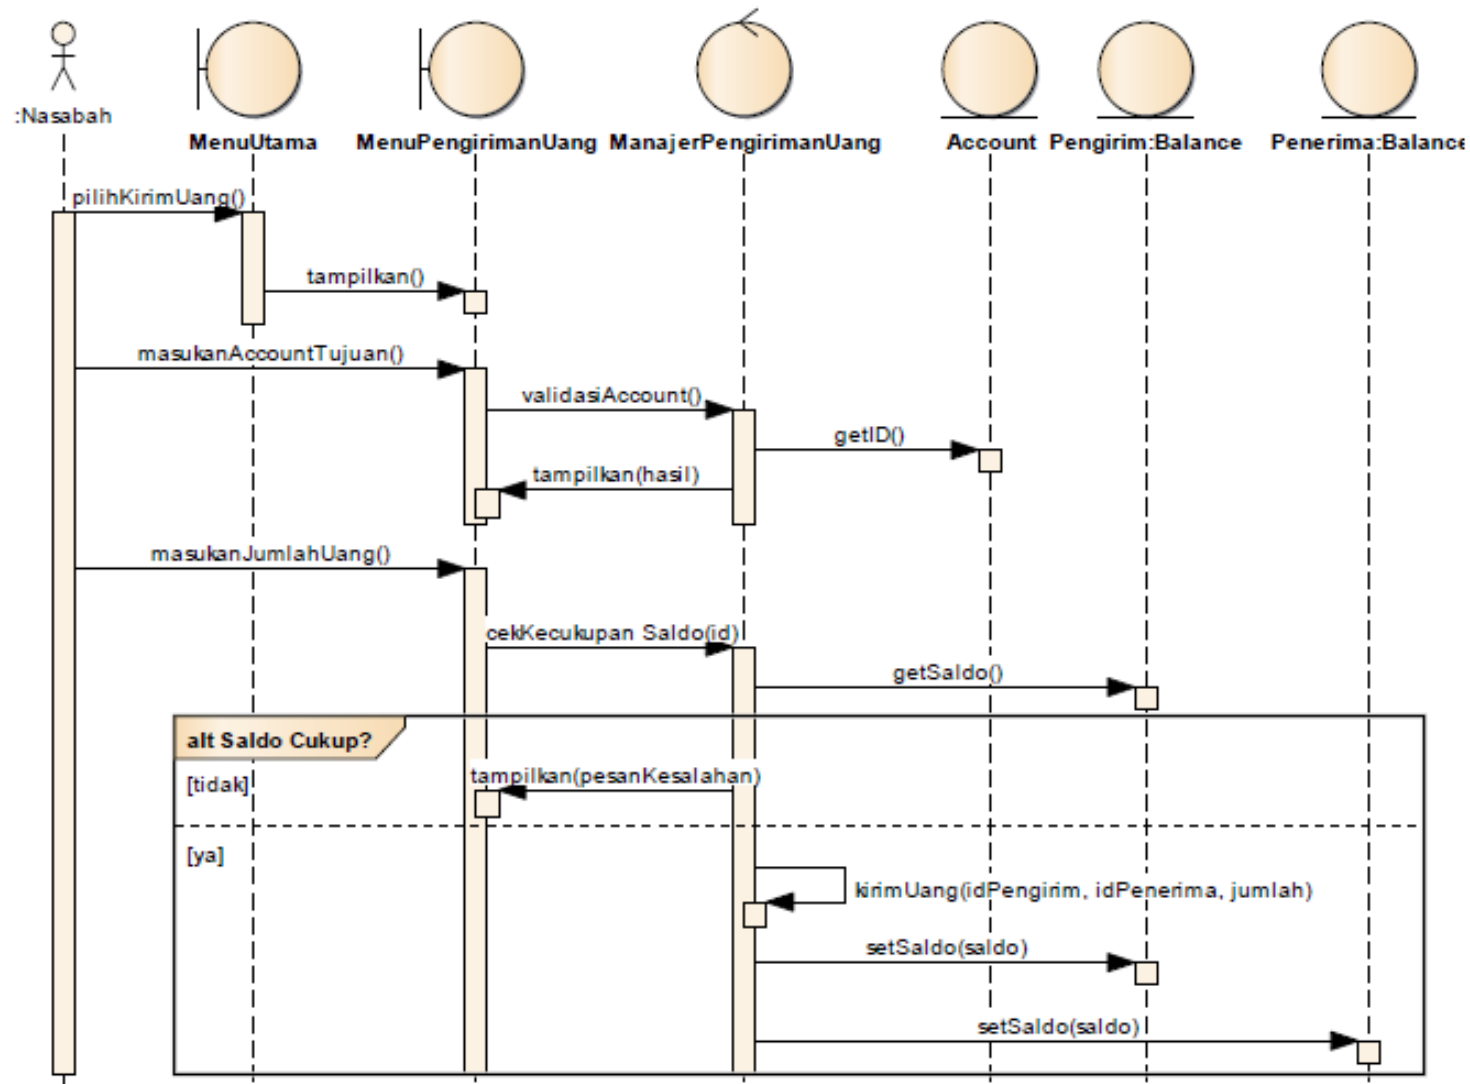 :Nasabah
MenuUtama
MenuPengirimanUang
ManajerPengirimanUang
Account
Pengirim:Balance
Penerima:Balance
pilihKirimUang()
tampilkan()
masukanAccountTujuan()
validasiAccount()
getID()
tampilkan(hasil)
masukanJumlahUang()
cekKecukupan Saldo(id)
getSaldo()
alt Saldo Cukup?
[tidak]
tampilkan(pesanKesalahan)
[ya]
kirimUang(idPengirim, idPenerima, jumlah)
setSaldo(saldo)
setSaldo(saldo)